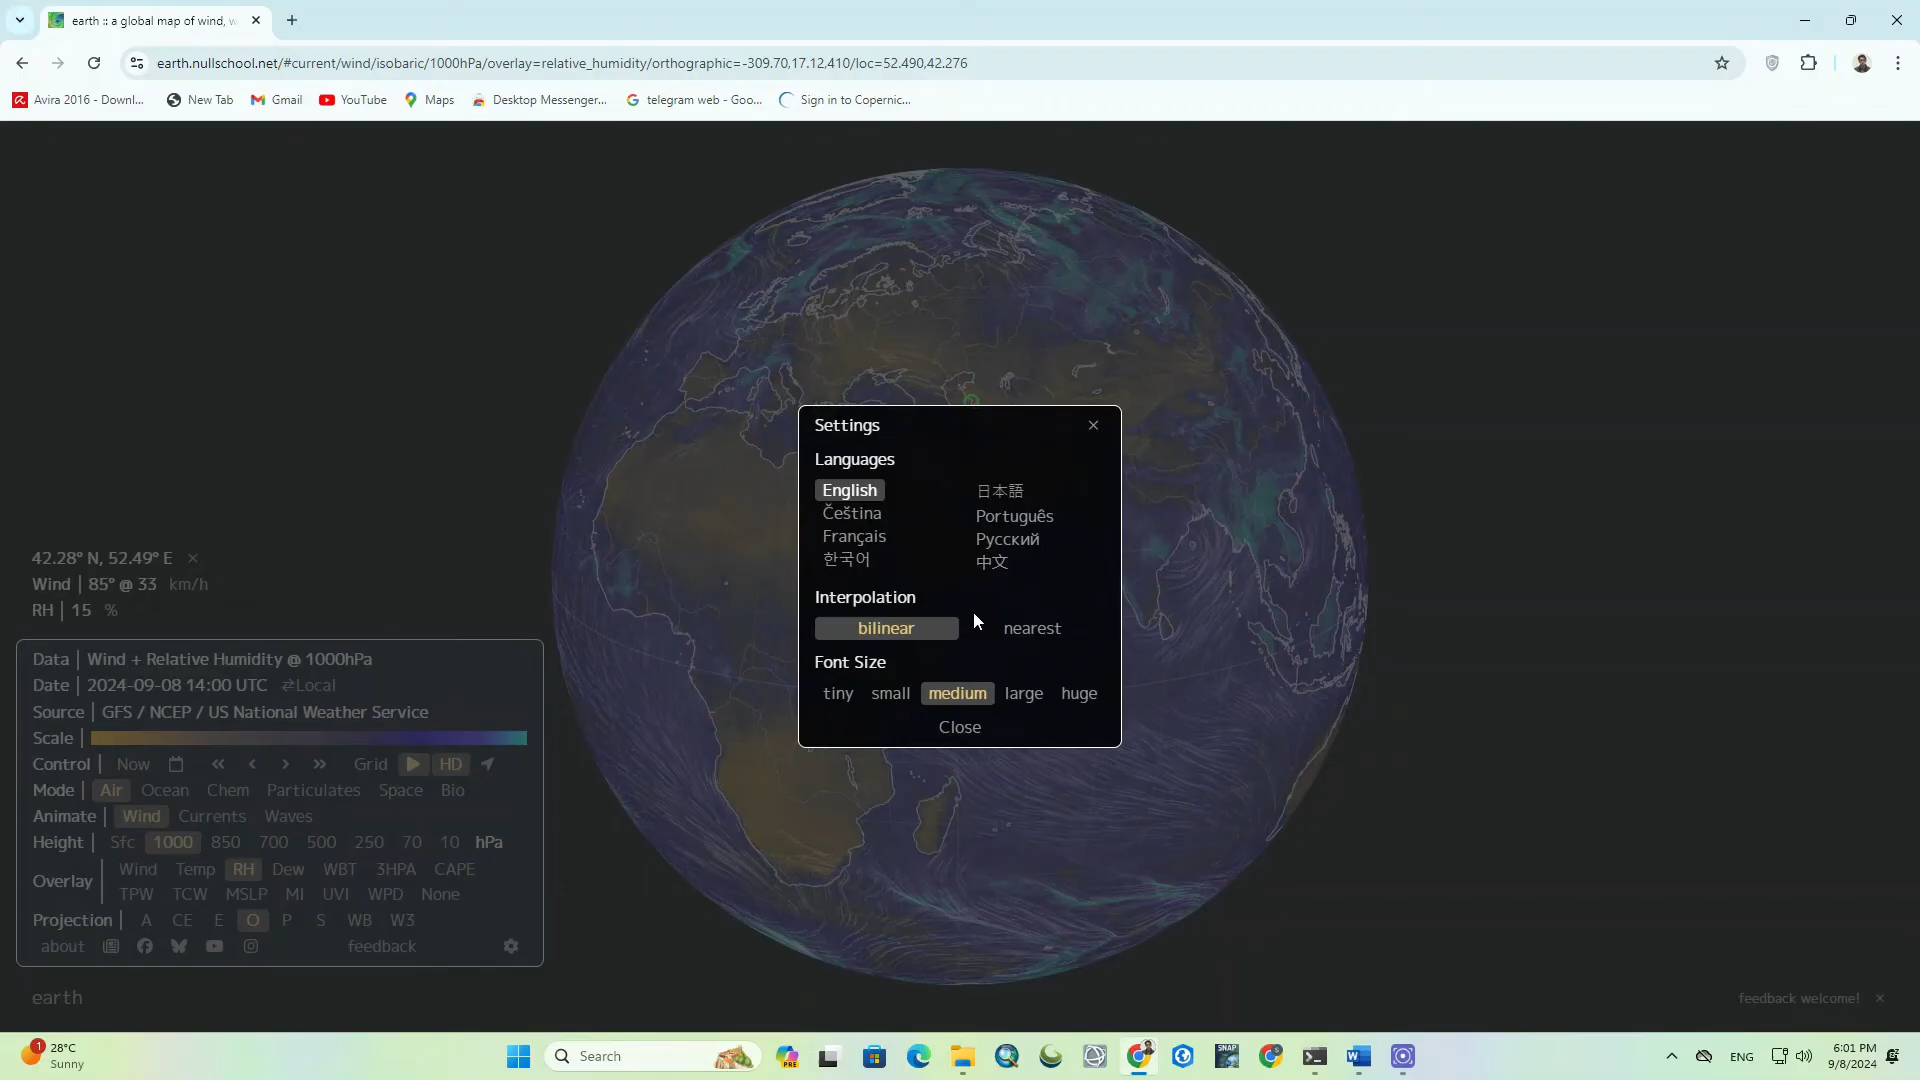 earth :: a global map of wind, w
earth.nullschool.net/#current/wind/isobaric/1000hPa/overlay=relative_humidity/orthographic=-309.70,17.12,410/loc=52.490,42.276
Avira 2016 - Downl... New Tab Gmail YouTube Maps Desktop Messenger... telegram web - Goo... Sign in to Copernic...
Settings
Languages
English 日本語
Čeština Português
Français Русский
한국어 中文
Interpolation
bilinear nearest
Font Size
tiny small medium large huge
Close
42.28° N, 52.49° E
Wind | 85° @ 33 km/h
RH | 15 %
Data | Wind + Relative Humidity @ 1000hPa
Date | 2024-09-08 14:00 UTC ⇄Local
Source | GFS / NCEP / US National Weather Service
Scale |
Control | Now « ‹ › » Grid HD
Mode | Air Ocean Chem Particulates Space Bio
Animate | Wind Currents Waves
Height | Sfc 1000 850 700 500 250 70 10 hPa
Overlay | Wind Temp RH Dew WBT 3HPA CAPE
TPW TCW MSLP MI UVI WPD None
Projection | A CE E O P S WB W3
about feedback
earth
feedback welcome!
1 28°C
Sunny
Search
PRE
SNAP
ENG
6:01 PM
9/8/2024